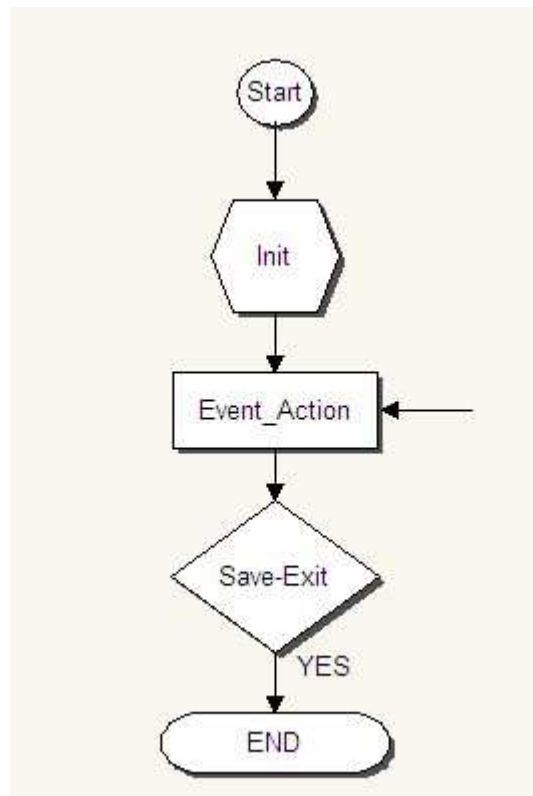 Start
Init
Event_Action
Save-Exit
YES
END